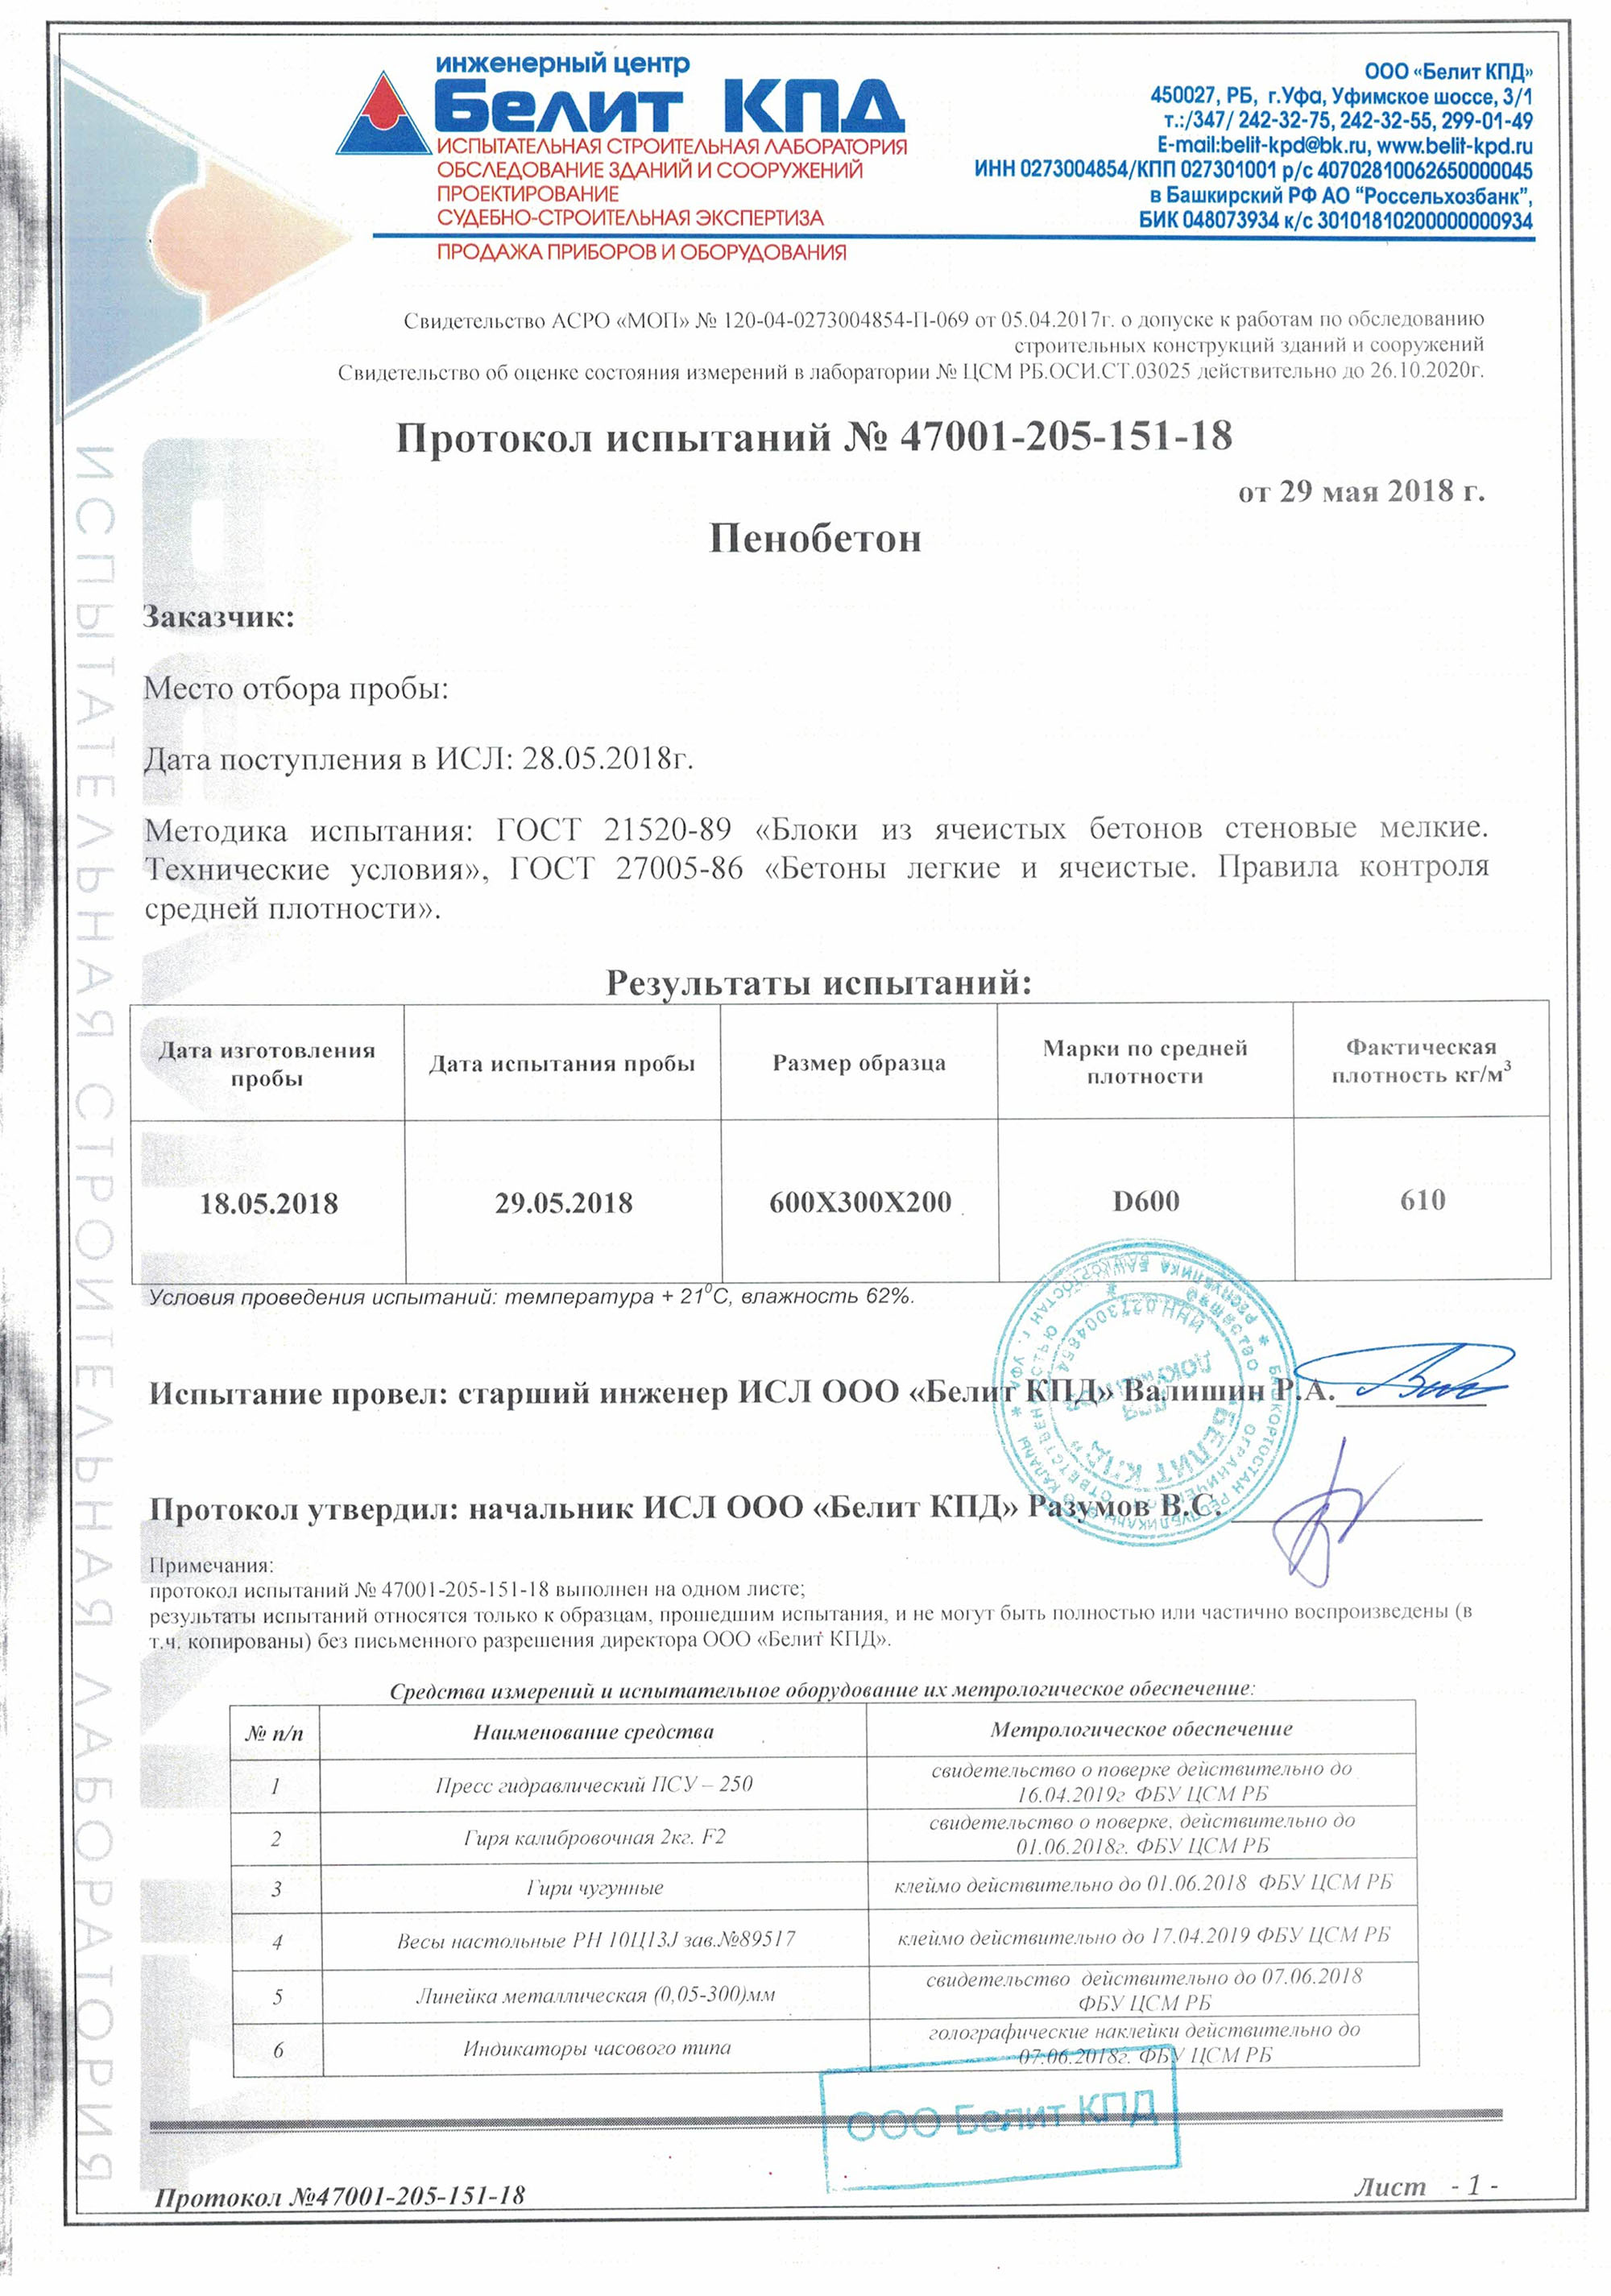 инженерный центр
Белит КПД
ИСПЫТАТЕЛЬНАЯ СТРОИТЕЛЬНАЯ ЛАБОРАТОРИЯ
ОБСЛЕДОВАНИЕ ЗДАНИЙ И СООРУЖЕНИЙ
ПРОЕКТИРОВАНИЕ
СУДЕБНО-СТРОИТЕЛЬНАЯ ЭКСПЕРТИЗА
ПРОДАЖА ПРИБОРОВ И ОБОРУДОВАНИЯ
ООО «Белит КПД»
450027, РБ, г.Уфа, Уфимское шоссе, 3/1
т.:/347/ 242-32-75, 242-32-55, 299-01-49
E-mail:belit-kpd@bk.ru, www.belit-kpd.ru
ИНН 0273004854/КПП 027301001 р/с 40702810062650000045
в Башкирский РФ АО "Россельхозбанк",
БИК 048073934 к/с 30101810200000000934
Свидетельство АСРО «МОП» № 120-04-0273004854-П-069 от 05.04.2017г. о допуске к работам по обследованию
строительных конструкций зданий и сооружений
Свидетельство об оценке состояния измерений в лаборатории № ЦСМ РБ.ОСИ.СТ.03025 действительно до 26.10.2020г.
Протокол испытаний № 47001-205-151-18
от 29 мая 2018 г.
Пенобетон
Заказчик:
Место отбора пробы:
Дата поступления в ИСЛ: 28.05.2018г.
Методика испытания: ГОСТ 21520-89 «Блоки из ячеистых бетонов стеновые мелкие.
Технические условия», ГОСТ 27005-86 «Бетоны легкие и ячеистые. Правила контроля
средней плотности».
Результаты испытаний:
Дата изготовления
пробы
Дата испытания пробы
Размер образца
Марки по средней
плотности
Фактическая
плотность кг/м3
18.05.2018
29.05.2018
600Х300Х200
D600
610
Условия проведения испытаний: температура + 21⁰С, влажность 62%.
Испытание провел: старший инженер ИСЛ ООО «Белит КПД» Валишин Р.А.
Протокол утвердил: начальник ИСЛ ООО «Белит КПД» Разумов В.С.
Примечания:
протокол испытаний № 47001-205-151-18 выполнен на одном листе;
результаты испытаний относятся только к образцам, прошедшим испытания, и не могут быть полностью или частично воспроизведены (в
т.ч. копированы) без письменного разрешения директора ООО «Белит КПД».
Средства измерений и испытательное оборудование их метрологическое обеспечение:
№ п/п
Наименование средства
Метрологическое обеспечение
1
Пресс гидравлический ПСУ – 250
свидетельство о поверке действительно до
16.04.2019г ФБУ ЦСМ РБ
2
Гиря калибровочная 2кг. F2
свидетельство о поверке, действительно до
01.06.2018г. ФБУ ЦСМ РБ
3
Гири чугунные
клеймо действительно до 01.06.2018 ФБУ ЦСМ РБ
4
Весы настольные РН 10Ц13J зав.№89517
клеймо действительно до 17.04.2019 ФБУ ЦСМ РБ
5
Линейка металлическая (0,05-300)мм
свидетельство действительно до 07.06.2018
ФБУ ЦСМ РБ
6
Индикаторы часового типа
голографические наклейки действительно до
07.06.2018г. ФБУ ЦСМ РБ
ООО Белит КПД
Протокол №47001-205-151-18
Лист - 1 -
ИСПЫТАТЕЛЬНАЯ СТРОИТЕЛЬНАЯ ЛАБОРАТОРИЯ